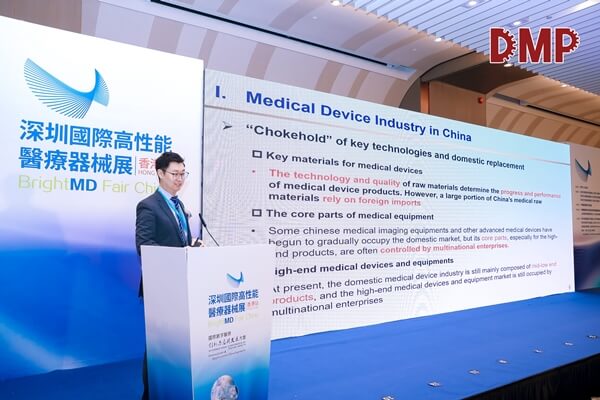 DMP
深圳國際高性能
醫療器械展
香港
HONG
BrightMD Fair Chi
I. Medical Device Industry in China
➢ “Chokehold” of key technologies and domestic replacement
❑ Key materials for medical devices
• The technology and quality of raw materials determine the progress and performance
of medical device products. However, a large portion of China's medical raw
materials rely on foreign imports
❑ The core parts of medical equipment
• Some chinese medical imaging equipments and other advanced medical devices have
begun to gradually occupy the domestic market, but its core parts, especially for the high-
end products, are often controlled by multinational enterprises.
High-end medical devices and equipments
At present, the domestic medical device industry is still mainly composed of mid-low end
products, and the high-end medical devices and equipment market is still occupied by
multinational enterprises
深圳國際高性能
醫療器械展
BrightMD Fair